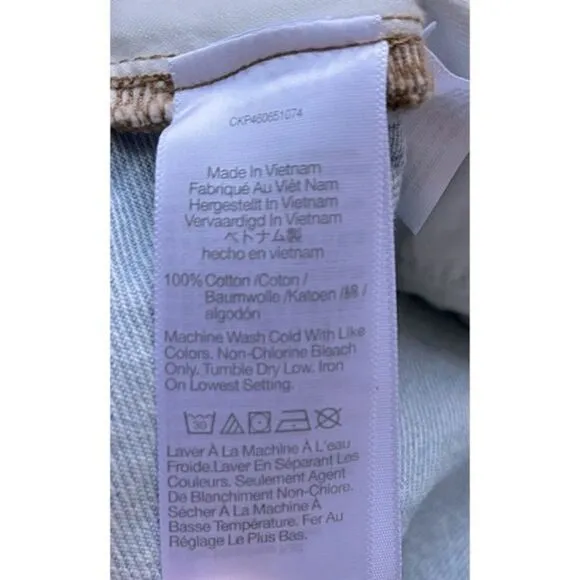 CKP460651074
Made In Vietnam
Fabriqué Au Viêt Nam
Hergestellt In Vietnam
Vervaardigd In Vietnam
ベトナム製
hecho en vietnam
100% Cotton /Coton /
Baumwolle /Katoen /綿 /
algodón
Machine Wash Cold With Like
Colors. Non-Chlorine Bleach
Only. Tumble Dry Low. Iron
On Lowest Setting.
30
Laver À La Machine À L'eau
Froide.Laver En Séparant Les
Couleurs. Seulement Agent
De Blanchiment Non-Chlore.
Sécher À La Machine À
Basse Température. Fer Au
Réglage Le Plus Bas.